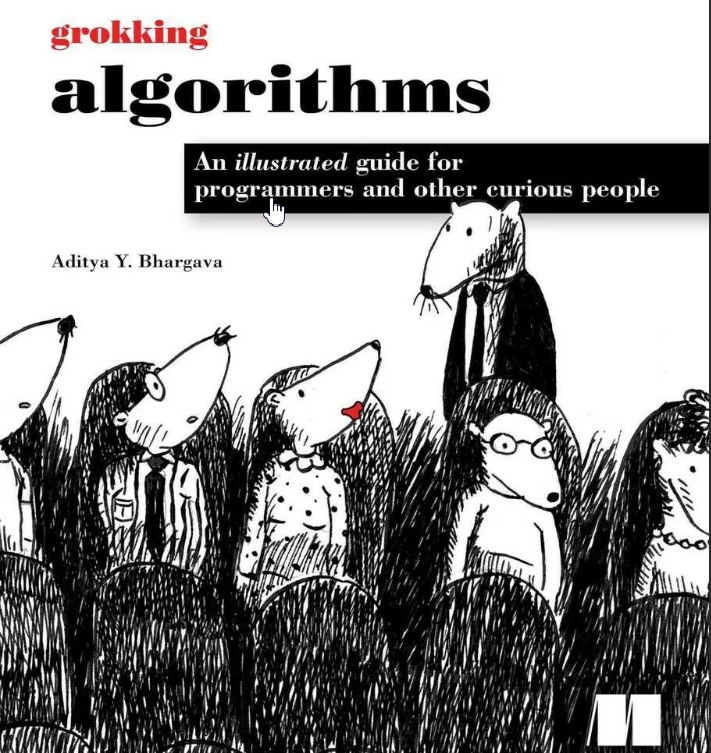 grokking
algorithms
An illustrated guide for
programmers and other curious people
Aditya Y. Bhargava